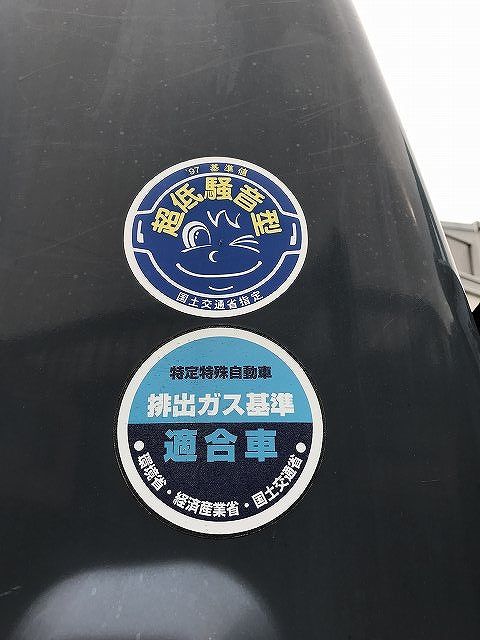 '97 基準値
超低騒音型
国土交通省指定
特定特殊自動車
排出ガス基準
適合車
●環境省・経済産業省・国土交通省●